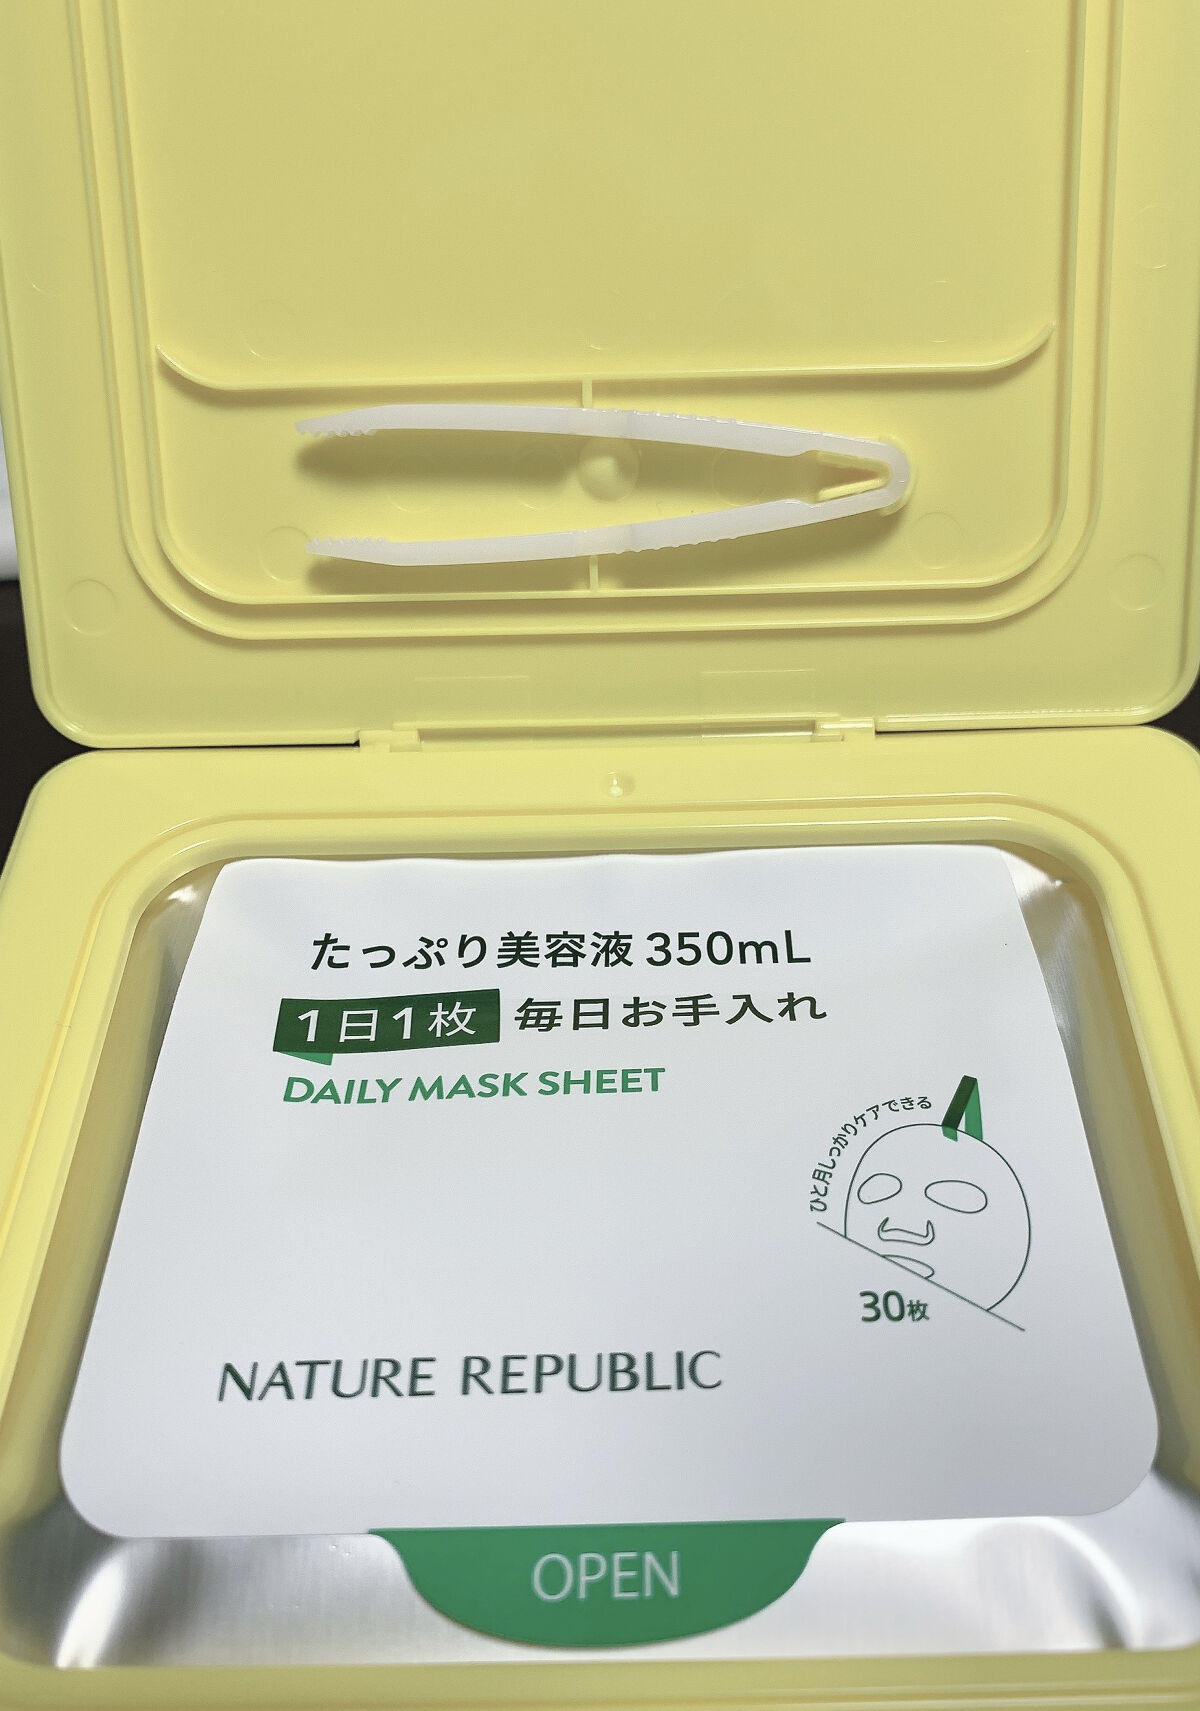 たっぷり美容液 350mL
1日1枚 毎日お手入れ
DAILY MASK SHEET
ひと月しっかりケアできる
30枚
NATURE REPUBLIC
OPEN